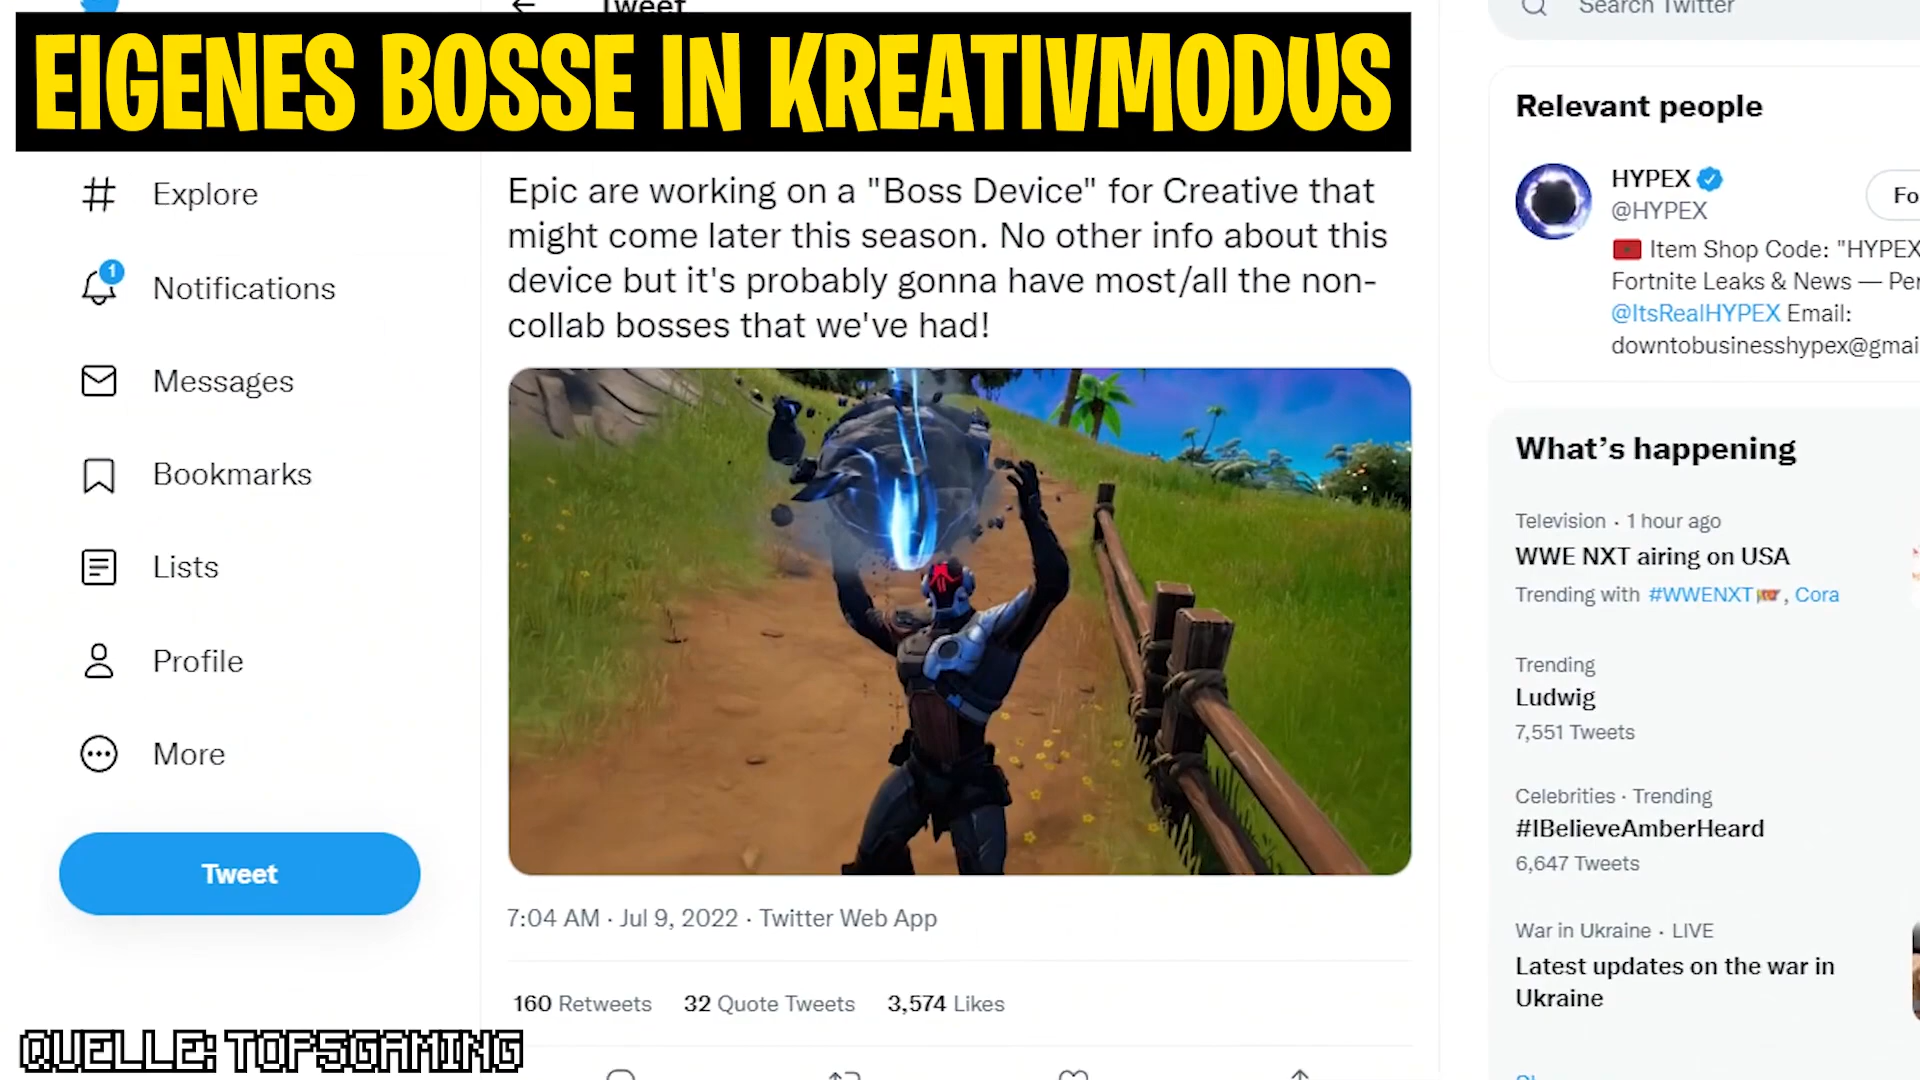 Tweet
Search Twitter
EIGENES BOSSE IN KREATIVMODUS
Explore
1
Notifications
Messages
Bookmarks
Lists
Profile
More
Tweet
Epic are working on a "Boss Device" for Creative that
might come later this season. No other info about this
device but it's probably gonna have most/all the non-
collab bosses that we've had!
7:04 AM · Jul 9, 2022 · Twitter Web App
160 Retweets 32 Quote Tweets 3,574 Likes
Relevant people
HYPEX
@HYPEX
Fo
Item Shop Code: "HYPEX
Fortnite Leaks & News — Per
@ItsRealHYPEX Email:
downtobusinesshypex@gmai
What's happening
Television · 1 hour ago
WWE NXT airing on USA
Trending with #WWENXT, Cora
Trending
Ludwig
7,551 Tweets
Celebrities · Trending
#IBelieveAmberHeard
6,647 Tweets
War in Ukraine · LIVE
Latest updates on the war in
Ukraine
QUELLE: TOP5GAMING